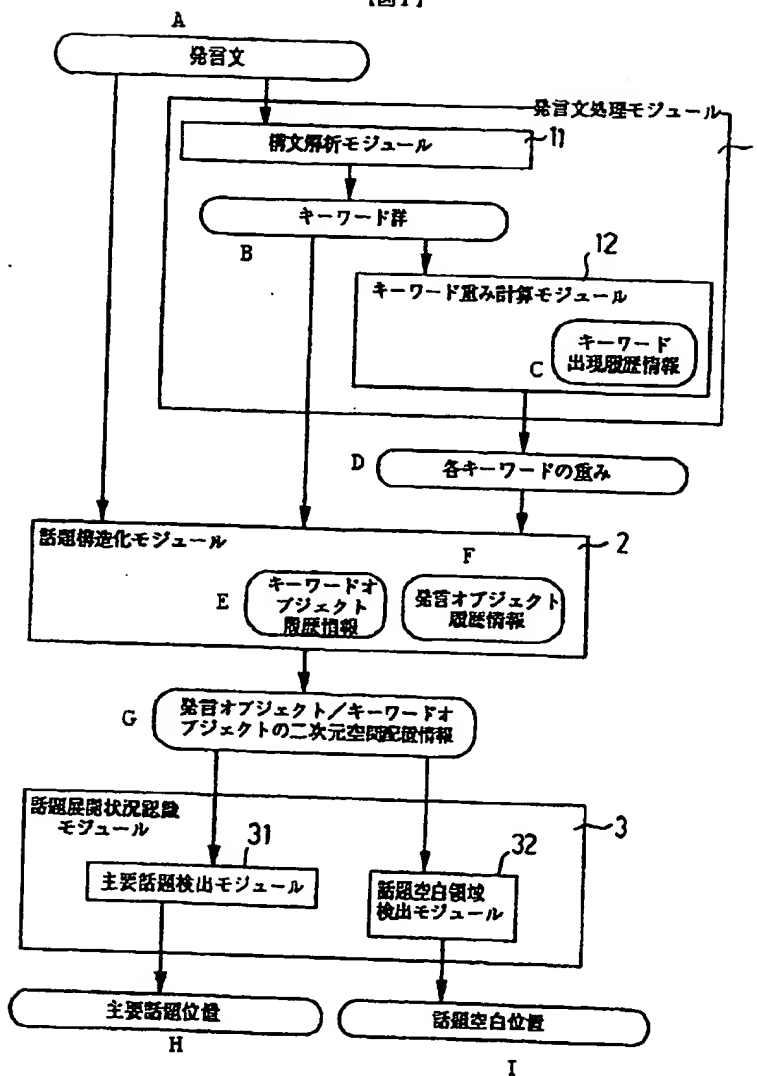 【図1】
A
発言文
発言文処理モジュール
構文解析モジュール
11
キーワード群
B
12
キーワード重み計算モジュール
キーワード
出現履歴情報
C
D
各キーワードの重み
話題構造化モジュール
2
F
E
キーワードオ
ブジェクト
履歴情報
発言オブジェクト
履歴情報
G
発言オブジェクト/キーワードオ
ブジェクトの二次元空間配置情報
話題展開状況認識
モジュール
3
31
主要話題検出モジュール
32
話題空白領域
検出モジュール
主要話題位置
H
話題空白位置
I